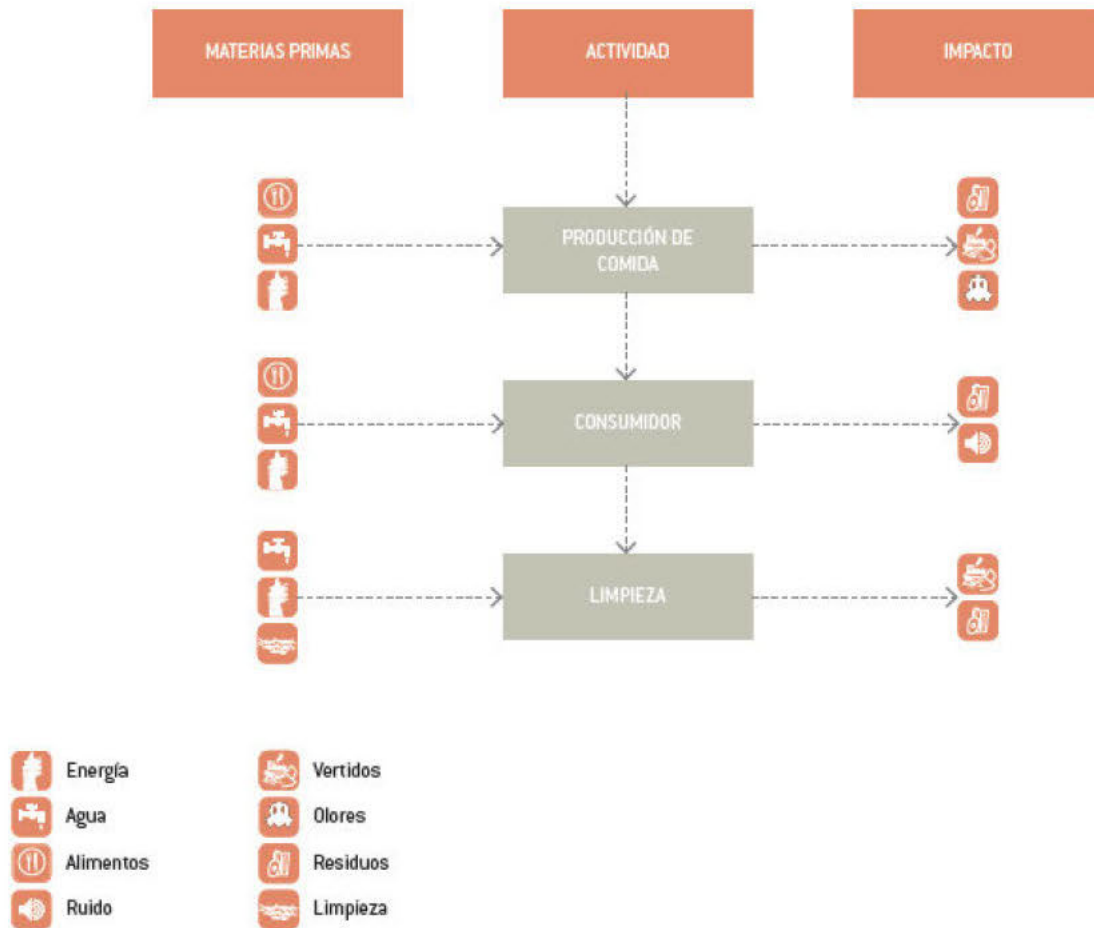 MATERIAS PRIMAS
ACTIVIDAD
IMPACTO
PRODUCCIÓN DE
COMIDA
CONSUMIDOR
LIMPIEZA
Energía
Vertidos
Agua
Olores
Alimentos
Residuos
Ruido
Limpieza